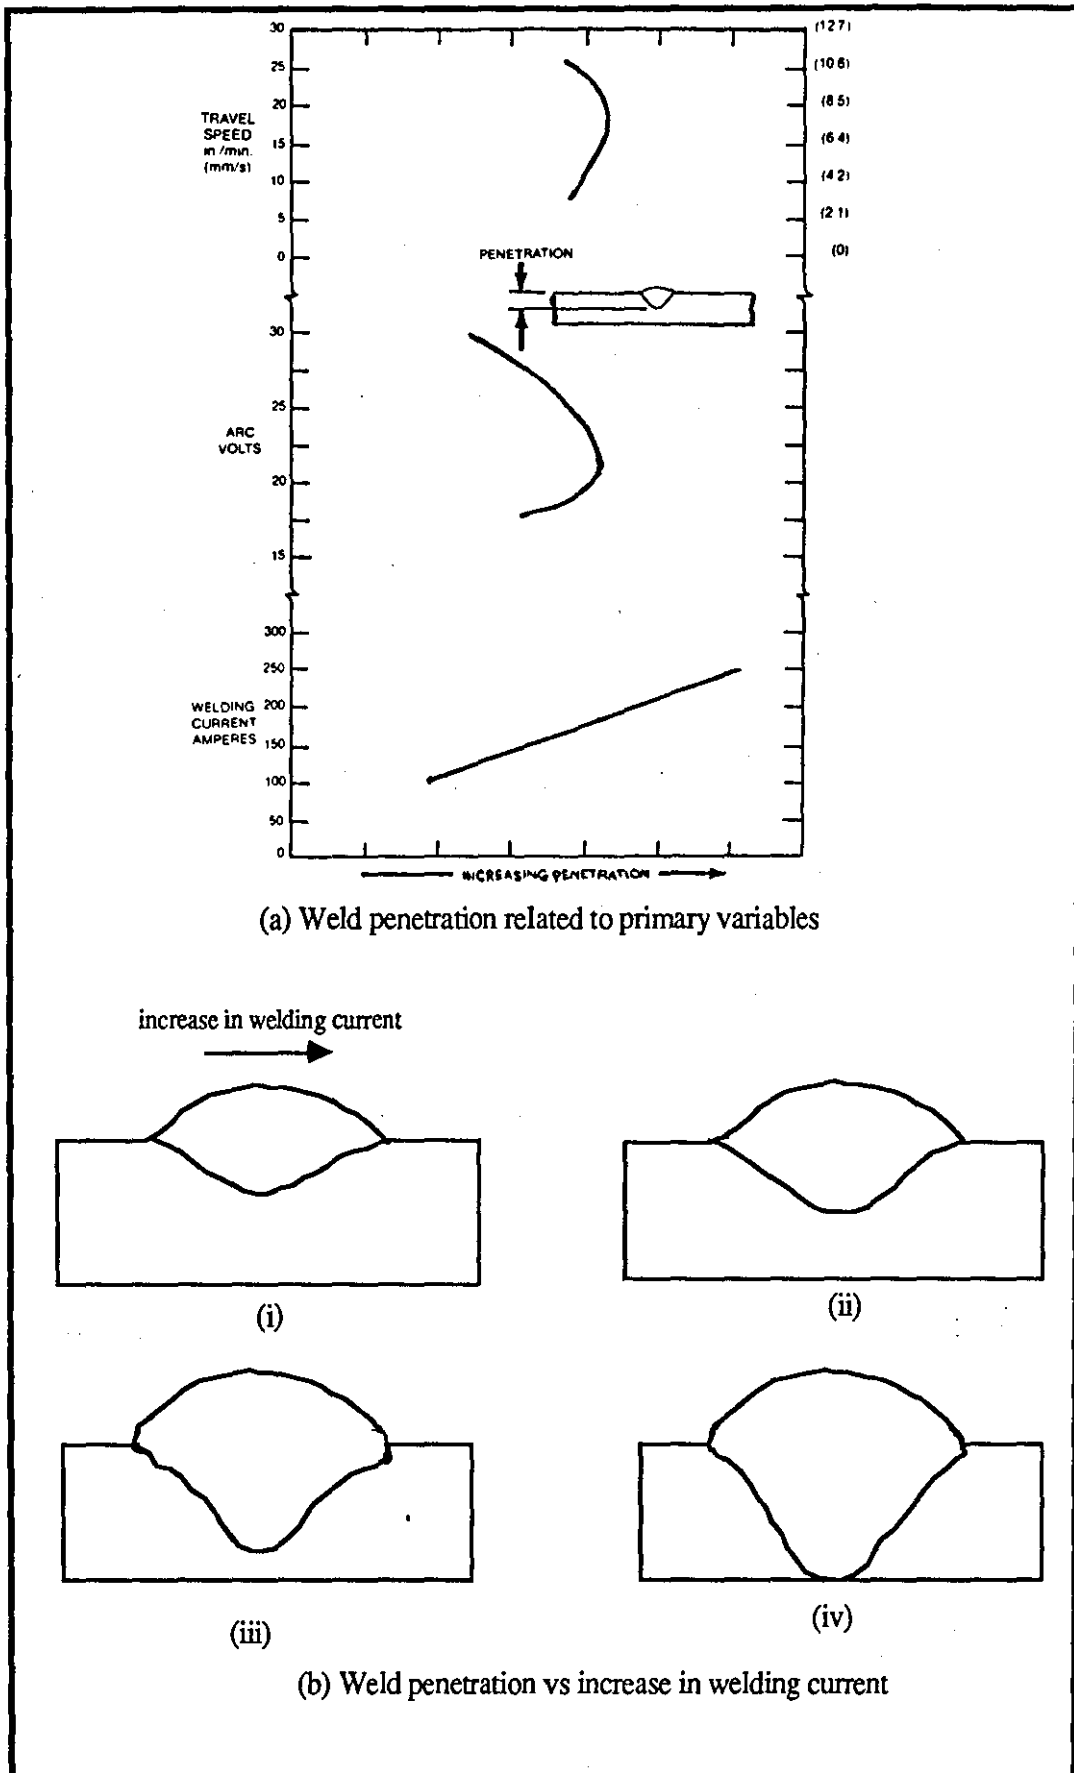 30
25
20
15
10
5
0
TRAVEL
SPEED
in /min.
(mm/s)
(127)
(10 6)
(8 5)
(6 4)
(4 2)
(2 1)
(0)
PENETRATION
30
25
20
15
ARC
VOLTS
300
250
200
150
100
50
0
WELDING
CURRENT
AMPERES
INCREASING PENETRATION
(a) Weld penetration related to primary variables
increase in welding current
(i)
(ii)
(iii)
(iv)
(b) Weld penetration vs increase in welding current